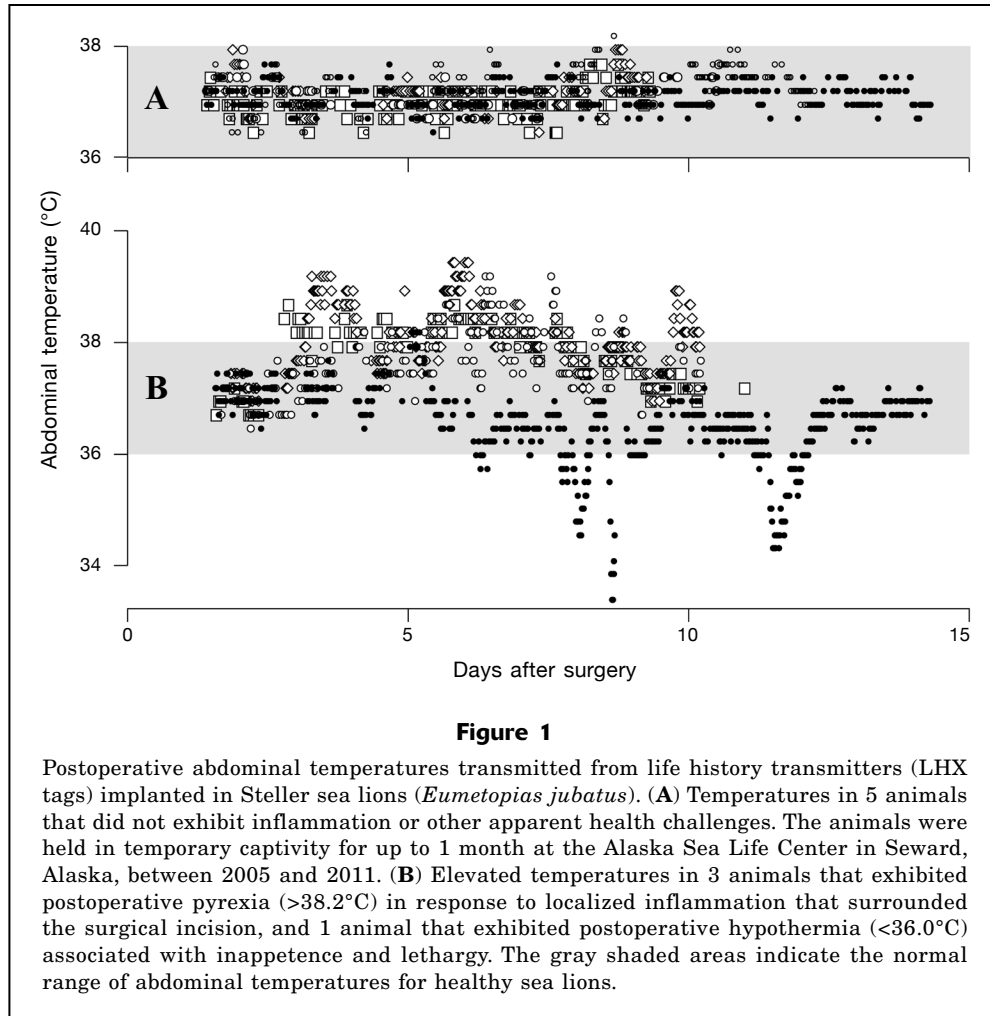 38
A
36
Abdominal temperature (°C)
40
38
B
36
34
0 5 10 15
Days after surgery
Figure 1
Postoperative abdominal temperatures transmitted from life history transmitters (LHX
tags) implanted in Steller sea lions (Eumetopias jubatus). (A) Temperatures in 5 animals
that did not exhibit inflammation or other apparent health challenges. The animals were
held in temporary captivity for up to 1 month at the Alaska Sea Life Center in Seward,
Alaska, between 2005 and 2011. (B) Elevated temperatures in 3 animals that exhibited
postoperative pyrexia (>38.2°C) in response to localized inflammation that surrounded
the surgical incision, and 1 animal that exhibited postoperative hypothermia (<36.0°C)
associated with inappetence and lethargy. The gray shaded areas indicate the normal
range of abdominal temperatures for healthy sea lions.